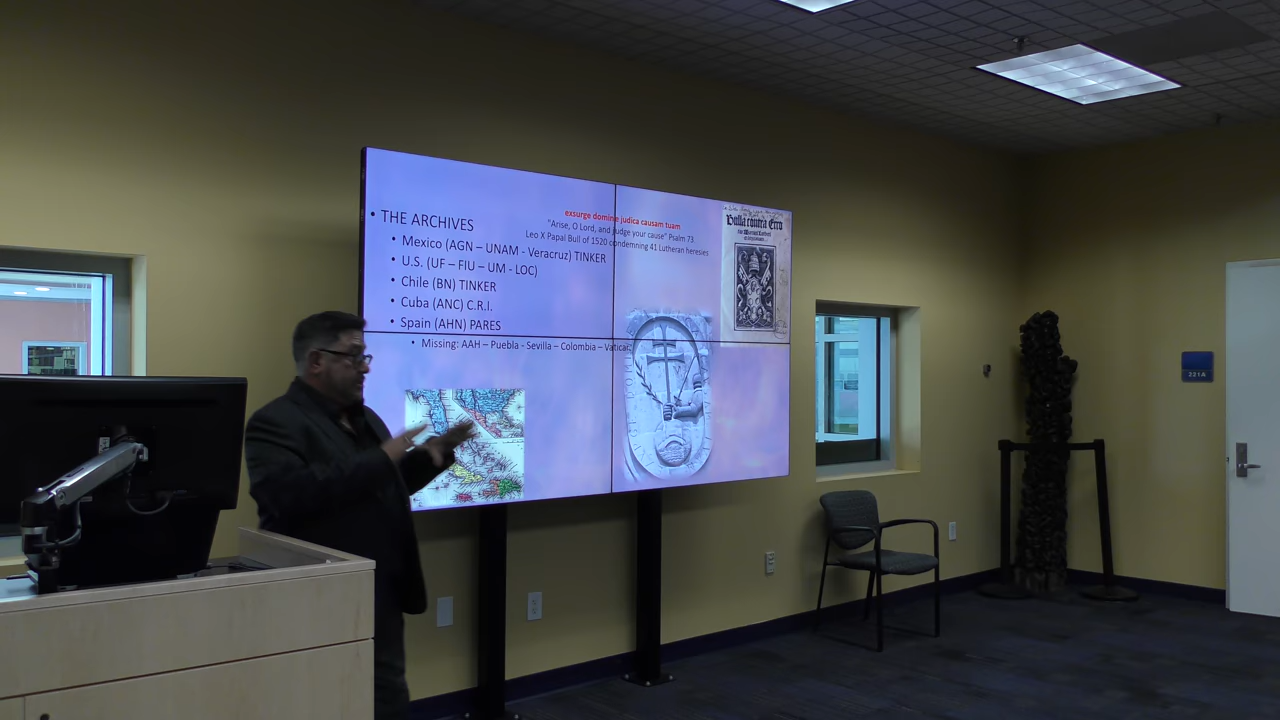 • THE ARCHIVES
• Mexico (AGN – UNAM - Veracruz) TINKER
• U.S. (UF – FIU – UM - LOC)
• Chile (BN) TINKER
• Cuba (ANC) C.R.I.
• Spain (AHN) PARES
• Missing: AAH – Puebla - Sevilla – Colombia – Vatican
exsurge domine judica causam tuam
"Arise, O Lord, and judge your cause" Psalm 73
Leo X Papal Bull of 1520 condemning 41 Lutheran heresies
Bulla contra Erro
221A